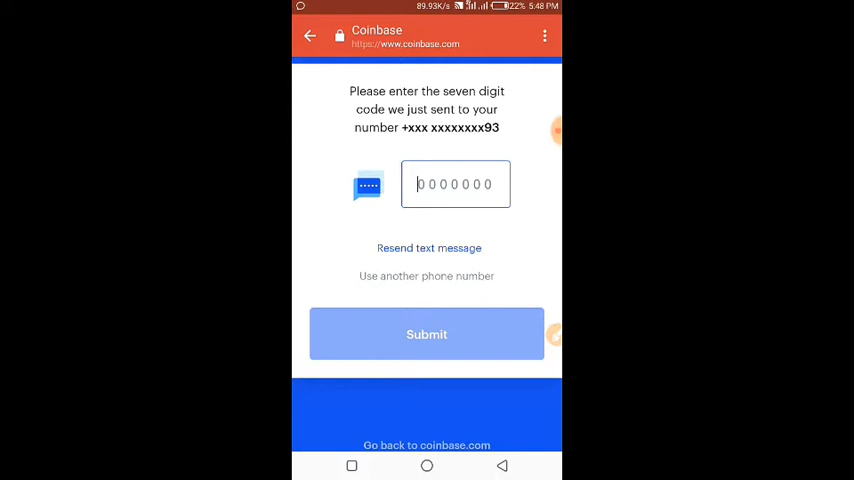 89.93K/s 22% 5:48 PM
Coinbase
https://www.coinbase.com
Please enter the seven digit
code we just sent to your
number +xxx xxxxxxxx93
0000000
Resend text message
Use another phone number
Submit
Go back to coinbase.com